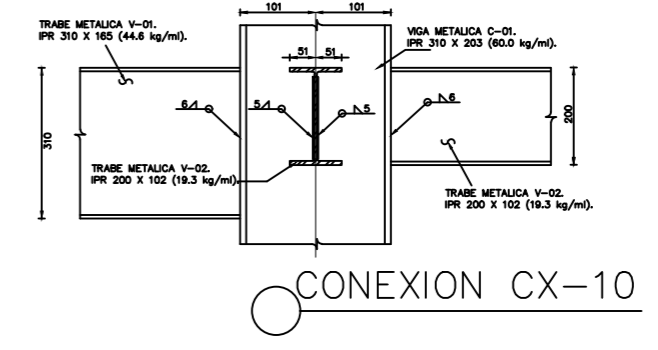 101
101
TRABE METALICA V-01.
IPR 310 X 165 (44.6 kg/ml).
VIGA METALICA C-01.
IPR 310 X 203 (60.0 kg/ml).
51
51
310
6
5
5
6
200
TRABE METALICA V-02.
IPR 200 X 102 (19.3 kg/ml).
TRABE METALICA V-02.
IPR 200 X 102 (19.3 kg/ml).
CONEXION CX-10